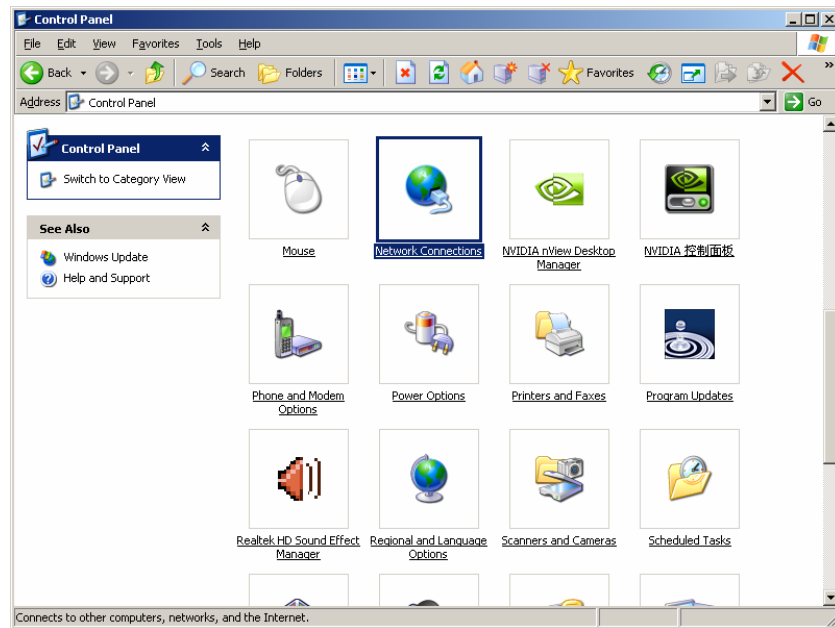 Control Panel
File Edit View Favorites Tools Help
Back Search Folders Favorites »
Address Control Panel Go
Control Panel
Switch to Category View
See Also
Windows Update
Help and Support
Mouse
Network Connections
NVIDIA nView Desktop
Manager
NVIDIA 控制面板
Phone and Modem
Options
Power Options
Printers and Faxes
Program Updates
Realtek HD Sound Effect
Manager
Regional and Language
Options
Scanners and Cameras
Scheduled Tasks
Connects to other computers, networks, and the Internet.